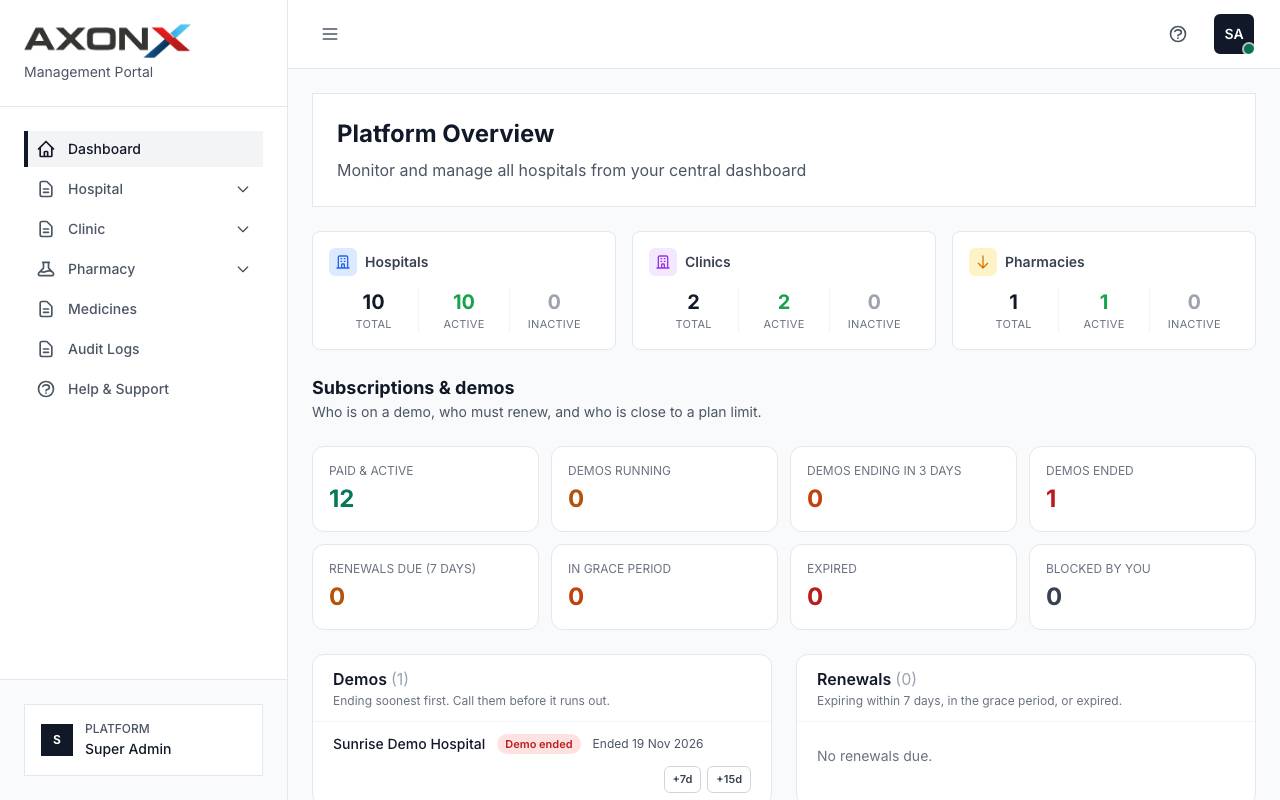 AXONX
Management Portal
Dashboard
Hospital
Clinic
Pharmacy
Medicines
Audit Logs
Help & Support
PLATFORM
S
Super Admin
SA
Platform Overview
Monitor and manage all hospitals from your central dashboard
Hospitals
10 10 0
TOTAL ACTIVE INACTIVE
Clinics
2 2 0
TOTAL ACTIVE INACTIVE
Pharmacies
1 1 0
TOTAL ACTIVE INACTIVE
Subscriptions & demos
Who is on a demo, who must renew, and who is close to a plan limit.
PAID & ACTIVE
12
DEMOS RUNNING
0
DEMOS ENDING IN 3 DAYS
0
DEMOS ENDED
1
RENEWALS DUE (7 DAYS)
0
IN GRACE PERIOD
0
EXPIRED
0
BLOCKED BY YOU
0
Demos (1)
Ending soonest first. Call them before it runs out.
Sunrise Demo Hospital Demo ended Ended 19 Nov 2026
+7d +15d
Renewals (0)
Expiring within 7 days, in the grace period, or expired.
No renewals due.